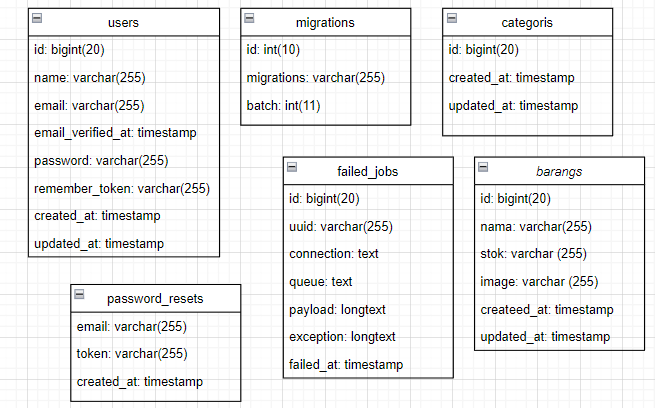 users
id: bigint(20)
name: varchar(255)
email: varchar(255)
email_verified_at: timestamp
password: varchar(255)
remember_token: varchar(255)
created_at: timestamp
updated_at: timestamp
migrations
id: int(10)
migrations: varchar(255)
batch: int(11)
categoris
id: bigint(20)
created_at: timestamp
updated_at: timestamp
failed_jobs
id: bigint(20)
uuid: varchar(255)
connection: text
queue: text
payload: longtext
exception: longtext
failed_at: timestamp
barangs
id: bigint(20)
nama: varchar(255)
stok: varchar (255)
image: varchar (255)
createed_at: timestamp
updated_at: timestamp
password_resets
email: varchar(255)
token: varchar(255)
created_at: timestamp